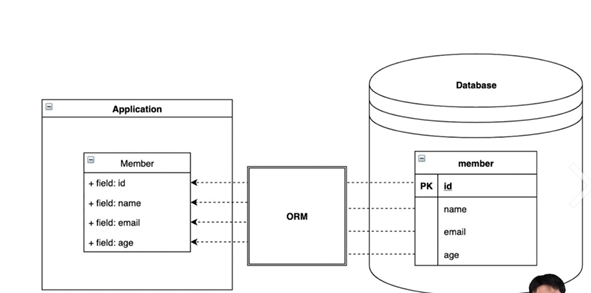 Application
Member
+ field: id
+ field: name
+ field: email
+ field: age
ORM
Database
member
PK id
name
email
age